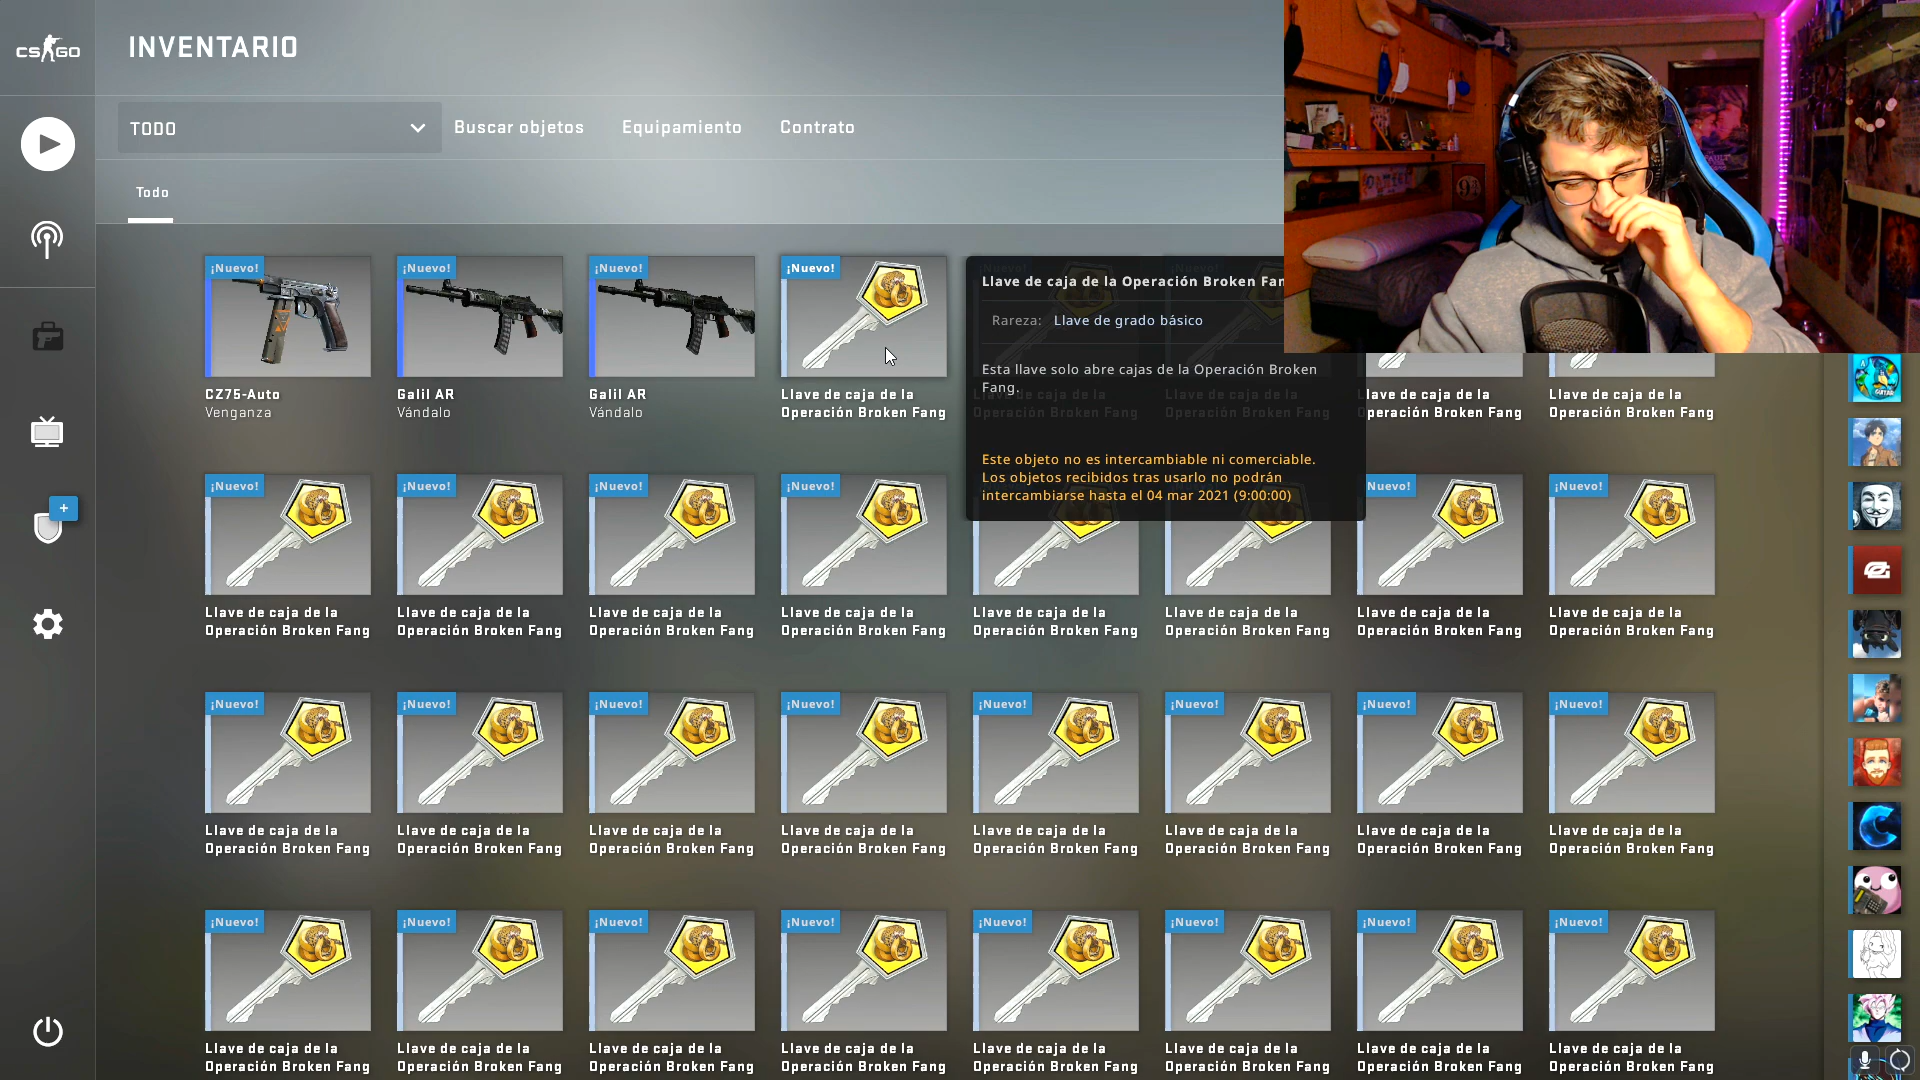 CS GO
INVENTARIO
TODO
Buscar objetos
Equipamiento
Contrato
Todo
¡Nuevo!
¡Nuevo!
¡Nuevo!
¡Nuevo!
CZ75-Auto
Venganza
Galil AR
Vándalo
Galil AR
Vándalo
Llave de caja de la
Operación Broken Fang
Llave de caja de la Operación Broken Fan
Rareza: Llave de grado básico
Esta llave solo abre cajas de la Operación Broken
Fang.
Este objeto no es intercambiable ni comerciable.
Los objetos recibidos tras usarlo no podrán
intercambiarse hasta el 04 mar 2021 (9:00:00)
Llave de caja de la
Operación Broken Fang
Llave de caja de la
Operación Broken Fang
Llave de caja de la
Operación Broken Fang
Llave de caja de la
Operación Broken Fang
+
¡Nuevo!
¡Nuevo!
¡Nuevo!
¡Nuevo!
¡Nuevo!
¡Nuevo!
Llave de caja de la
Operación Broken Fang
Llave de caja de la
Operación Broken Fang
Llave de caja de la
Operación Broken Fang
Llave de caja de la
Operación Broken Fang
Llave de caja de la
Operación Broken Fang
Llave de caja de la
Operación Broken Fang
Llave de caja de la
Operación Broken Fang
Llave de caja de la
Operación Broken Fang
¡Nuevo!
¡Nuevo!
¡Nuevo!
¡Nuevo!
¡Nuevo!
¡Nuevo!
¡Nuevo!
¡Nuevo!
Llave de caja de la
Operación Broken Fang
Llave de caja de la
Operación Broken Fang
Llave de caja de la
Operación Broken Fang
Llave de caja de la
Operación Broken Fang
Llave de caja de la
Operación Broken Fang
Llave de caja de la
Operación Broken Fang
Llave de caja de la
Operación Broken Fang
Llave de caja de la
Operación Broken Fang
¡Nuevo!
¡Nuevo!
¡Nuevo!
¡Nuevo!
¡Nuevo!
¡Nuevo!
¡Nuevo!
¡Nuevo!
Llave de caja de la
Operación Broken Fang
Llave de caja de la
Operación Broken Fang
Llave de caja de la
Operación Broken Fang
Llave de caja de la
Operación Broken Fang
Llave de caja de la
Operación Broken Fang
Llave de caja de la
Operación Broken Fang
Llave de caja de la
Operación Broken Fang
Llave de caja de la
Operación Broken Fang